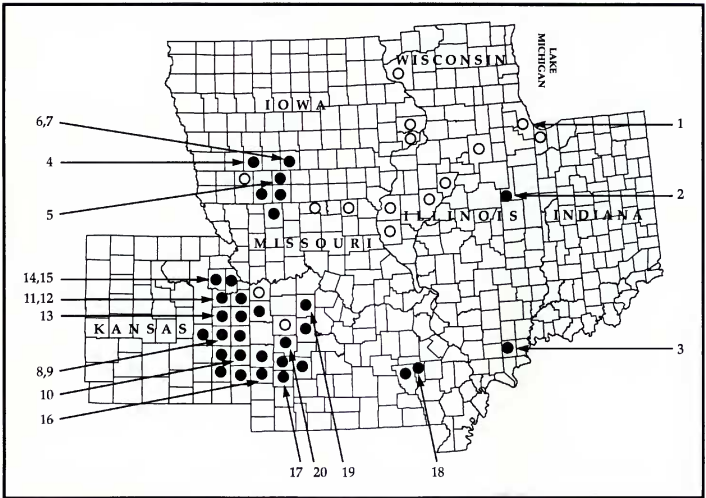 WISCONSIN
LAKE MICHIGAN
IOWA
6,7
1
4
2
5
ILLINOIS
INDIANA
MISSOURI
14,15
11,12
13
KANSAS
3
8,9
10
16
17
20
19
18